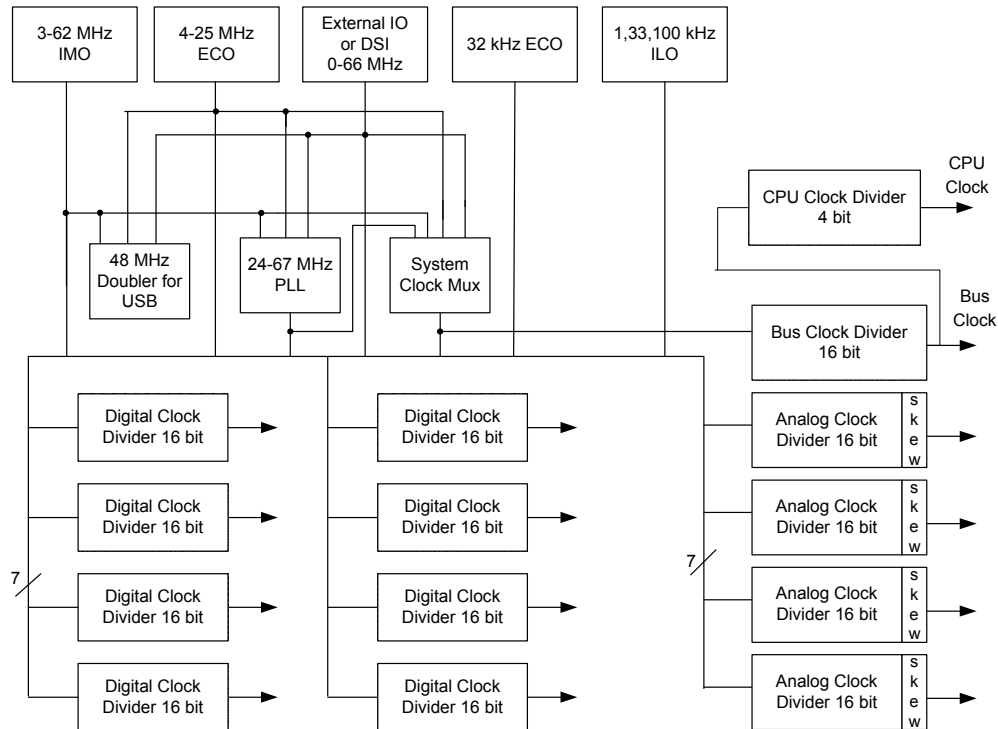 3-62 MHz
IMO
4-25 MHz
ECO
External IO
or DSI
0-66 MHz
32 kHz ECO
1,33,100 kHz
ILO
CPU Clock Divider
4 bit
CPU
Clock
48 MHz
Doubler for
USB
24-67 MHz
PLL
System
Clock Mux
Bus Clock Divider
16 bit
Bus
Clock
Digital Clock
Divider 16 bit
Digital Clock
Divider 16 bit
Analog Clock
Divider 16 bit
s
k
e
w
Digital Clock
Divider 16 bit
Digital Clock
Divider 16 bit
Analog Clock
Divider 16 bit
s
k
e
w
7
7
Digital Clock
Divider 16 bit
Digital Clock
Divider 16 bit
Analog Clock
Divider 16 bit
s
k
e
w
Digital Clock
Divider 16 bit
Digital Clock
Divider 16 bit
Analog Clock
Divider 16 bit
s
k
e
w